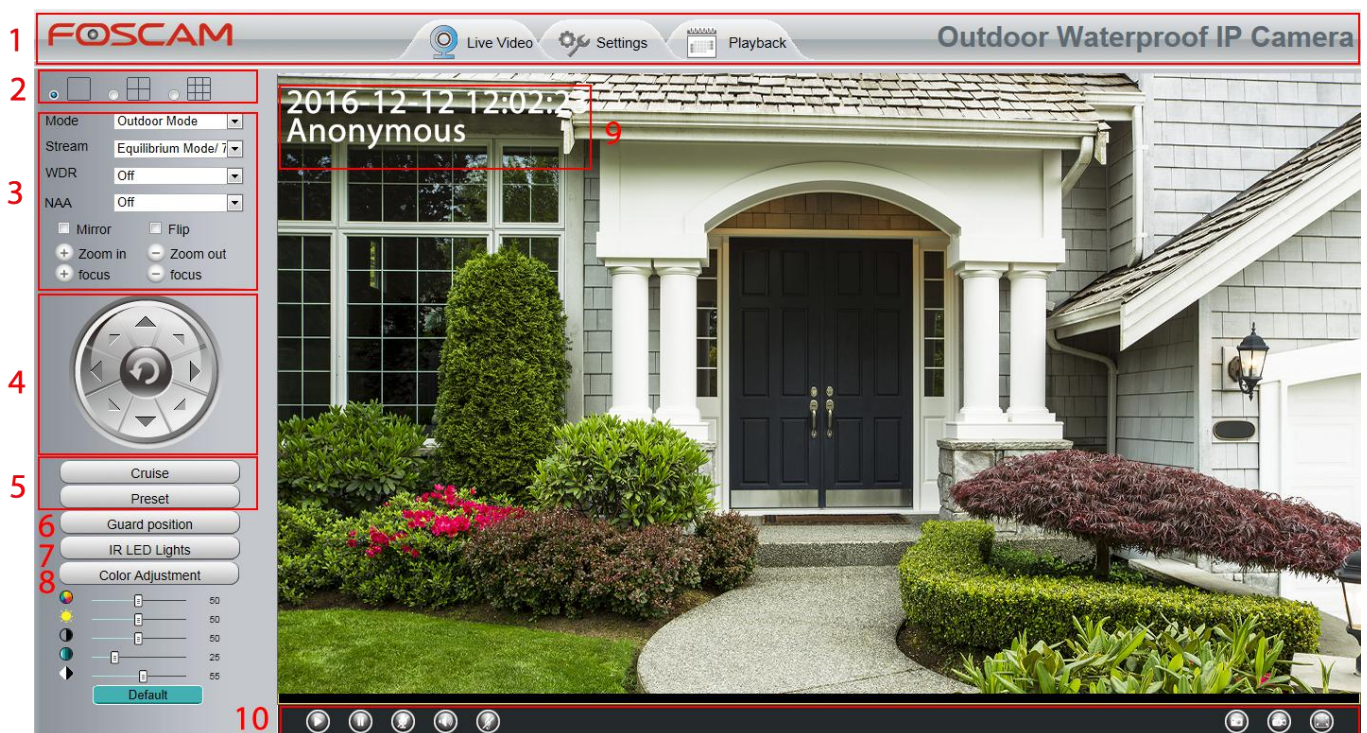 1
FOSCAM
Live Video
Settings
Playback
Outdoor Waterproof IP Camera
2
3
Mode Outdoor Mode
Stream Equilibrium Mode/ 7
WDR Off
NAA Off
Mirror Flip
+ Zoom in − Zoom out
+ focus − focus
4
5
Cruise
Preset
6 Guard position
7 IR LED Lights
8 Color Adjustment
50
50
50
25
55
Default
2016-12-12 12:02:23
Anonymous
9
10